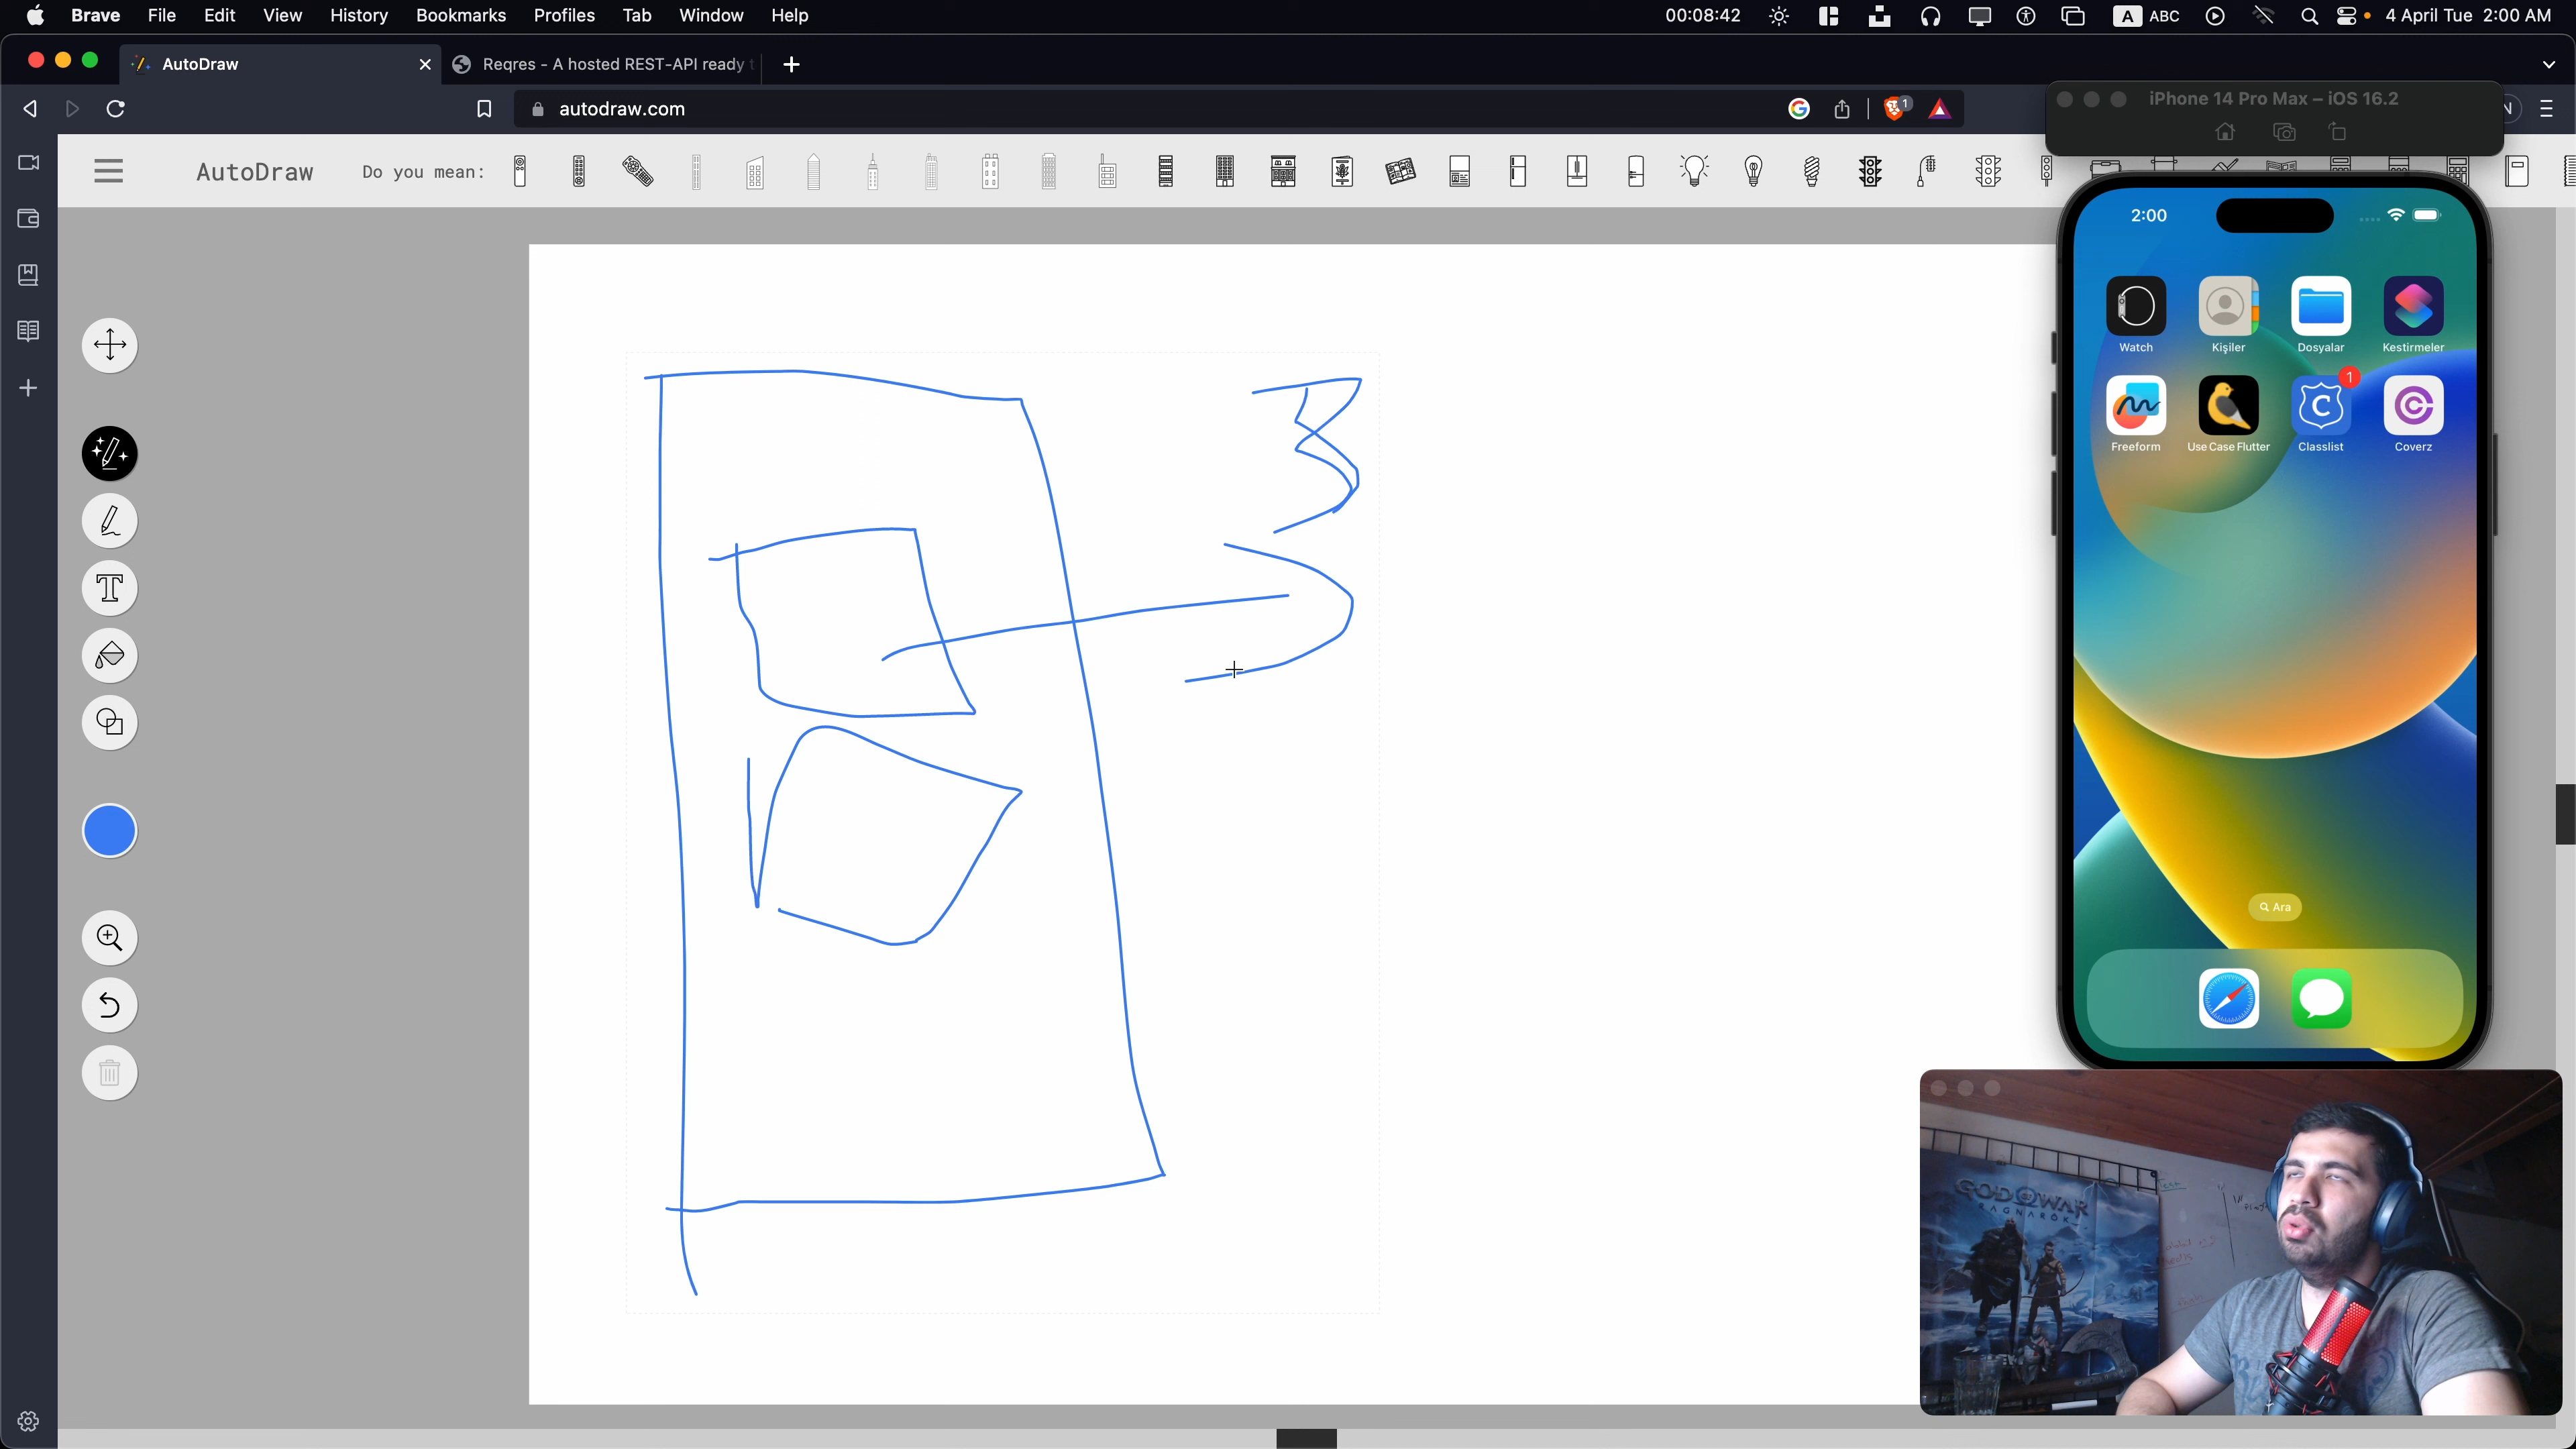 Brave File Edit View History Bookmarks Profiles Tab Window Help 00:08:42 A ABC 4 April Tue 2:00 AM
AutoDraw Reqres - A hosted REST-API ready
autodraw.com 1
iPhone 14 Pro Max – iOS 16.2
AutoDraw Do you mean:
2:00
Watch Kişiler Dosyalar Kestirmeler
1
Freeform Use Case Flutter Classlist Coverz
Ara
GOD OF WAR
RAGNARÖK